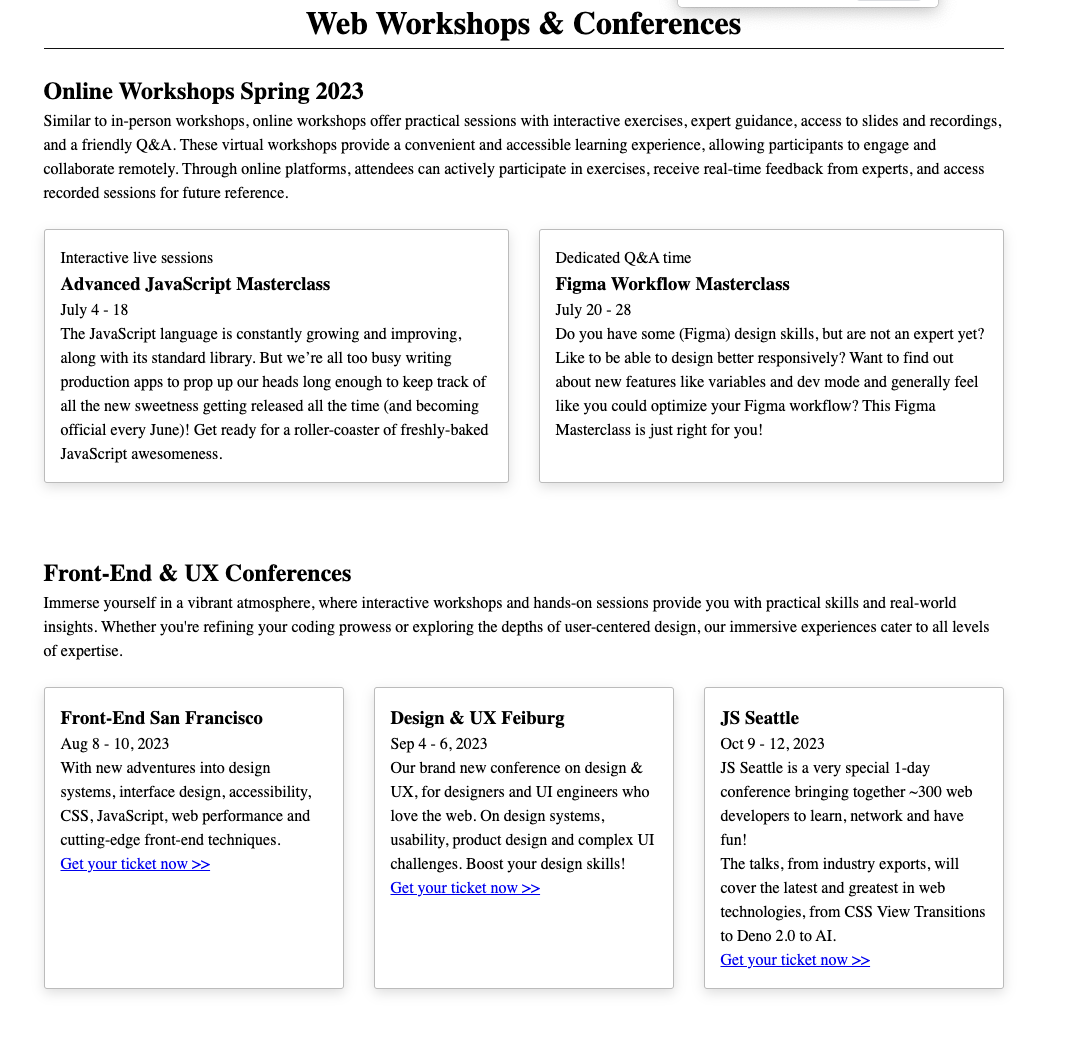 Web Workshops & Conferences
Online Workshops Spring 2023
Similar to in-person workshops, online workshops offer practical sessions with interactive exercises, expert guidance, access to slides and recordings,
and a friendly Q&A. These virtual workshops provide a convenient and accessible learning experience, allowing participants to engage and
collaborate remotely. Through online platforms, attendees can actively participate in exercises, receive real-time feedback from experts, and access
recorded sessions for future reference.
Interactive live sessions
Advanced JavaScript Masterclass
July 4 - 18
The JavaScript language is constantly growing and improving,
along with its standard library. But we’re all too busy writing
production apps to prop up our heads long enough to keep track of
all the new sweetness getting released all the time (and becoming
official every June)! Get ready for a roller-coaster of freshly-baked
JavaScript awesomeness.
Dedicated Q&A time
Figma Workflow Masterclass
July 20 - 28
Do you have some (Figma) design skills, but are not an expert yet?
Like to be able to design better responsively? Want to find out
about new features like variables and dev mode and generally feel
like you could optimize your Figma workflow? This Figma
Masterclass is just right for you!
Front-End & UX Conferences
Immerse yourself in a vibrant atmosphere, where interactive workshops and hands-on sessions provide you with practical skills and real-world
insights. Whether you're refining your coding prowess or exploring the depths of user-centered design, our immersive experiences cater to all levels
of expertise.
Front-End San Francisco
Aug 8 - 10, 2023
With new adventures into design
systems, interface design, accessibility,
CSS, JavaScript, web performance and
cutting-edge front-end techniques.
Get your ticket now >>
Design & UX Feiburg
Sep 4 - 6, 2023
Our brand new conference on design &
UX, for designers and UI engineers who
love the web. On design systems,
usability, product design and complex UI
challenges. Boost your design skills!
Get your ticket now >>
JS Seattle
Oct 9 - 12, 2023
JS Seattle is a very special 1-day
conference bringing together ~300 web
developers to learn, network and have
fun!
The talks, from industry exports, will
cover the latest and greatest in web
technologies, from CSS View Transitions
to Deno 2.0 to AI.
Get your ticket now >>